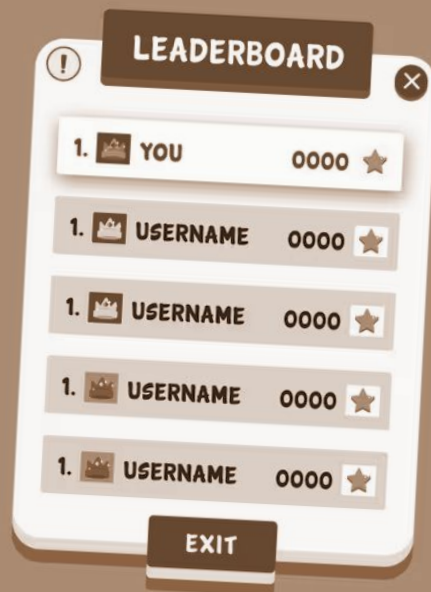 LEADERBOARD
!
1. YOU 0000
1. USERNAME 0000
1. USERNAME 0000
1. USERNAME 0000
1. USERNAME 0000
EXIT